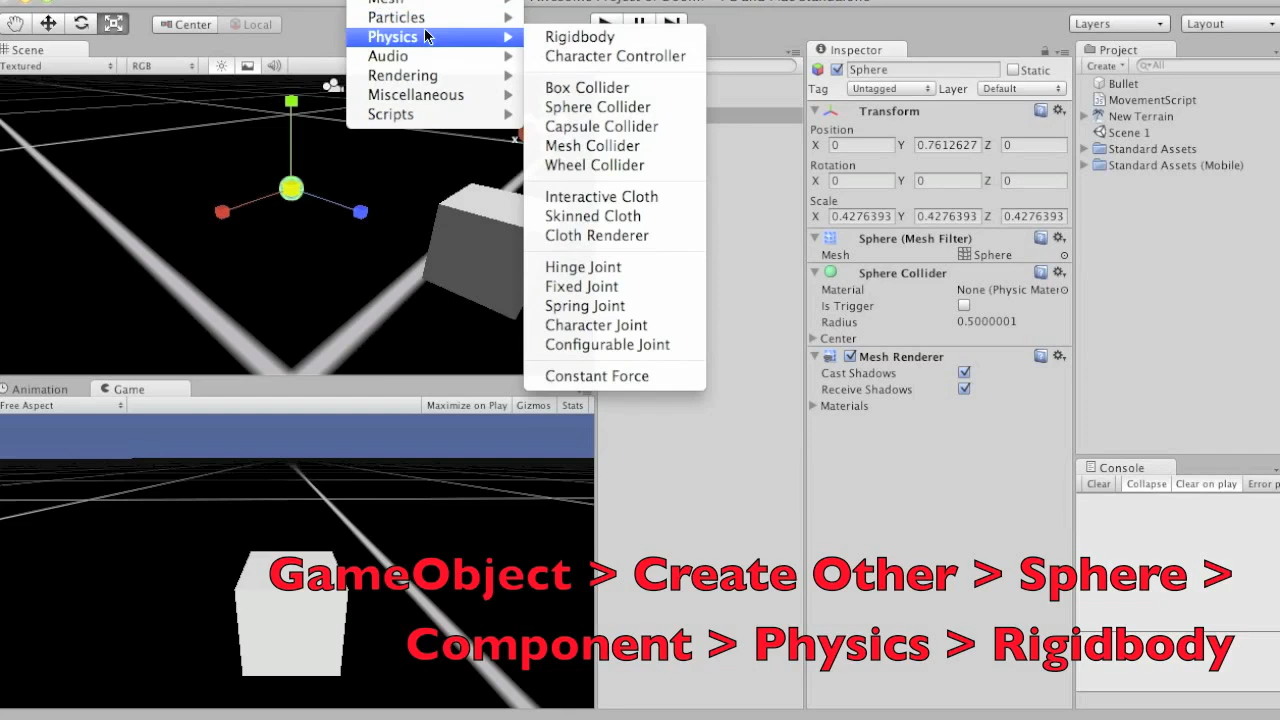 Center
Local
Layers
Layout
Particles
Physics
Audio
Rendering
Miscellaneous
Scripts
Rigidbody
Character Controller
Box Collider
Sphere Collider
Capsule Collider
Mesh Collider
Wheel Collider
Interactive Cloth
Skinned Cloth
Cloth Renderer
Hinge Joint
Fixed Joint
Spring Joint
Character Joint
Configurable Joint
Constant Force
Scene
Textured
RGB
x
Inspector
Sphere
Static
Tag Untagged Layer Default
Transform
Position
X 0 Y 0.7612627 Z 0
Rotation
X 0 Y 0 Z 0
Scale
X 0.4276393 Y 0.4276393 Z 0.4276393
Sphere (Mesh Filter)
Mesh Sphere
Sphere Collider
Material None (Physic Mater
Is Trigger
Radius 0.5000001
Center
Mesh Renderer
Cast Shadows
Receive Shadows
Materials
Project
Create All
Bullet
MovementScript
New Terrain
Scene 1
Standard Assets
Standard Assets (Mobile)
Animation
Game
Free Aspect
Maximize on Play Gizmos Stats
Console
Clear Collapse Clear on play Error p
GameObject > Create Other > Sphere >
Component > Physics > Rigidbody